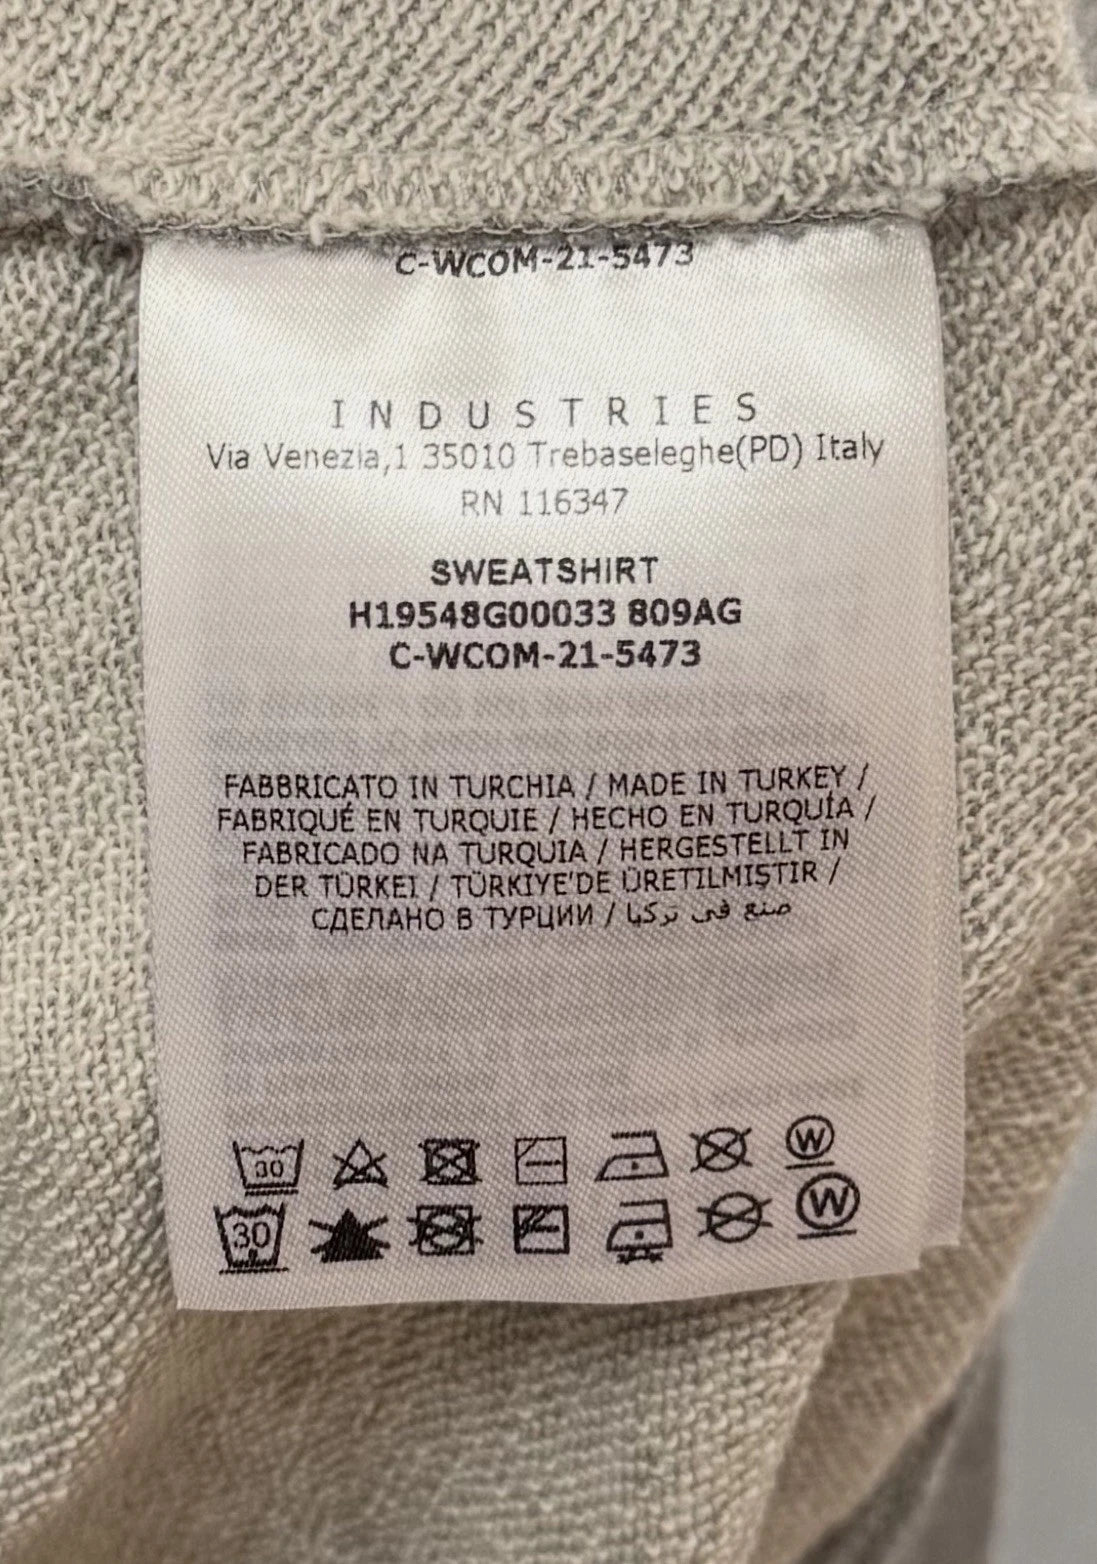 C-WCOM-21-5473
INDUSTRIES
Via Venezia,1 35010 Trebaseleghe(PD) Italy
RN 116347
SWEATSHIRT
H19548G00033 809AG
C-WCOM-21-5473
FABBRICATO IN TURCHIA / MADE IN TURKEY /
FABRIQUÉ EN TURQUIE / HECHO EN TURQUÍA /
FABRICADO NA TURQUIA / HERGESTELLT IN
DER TÜRKEI / TÜRKIYE'DE ÜRETILMIŞTIR /
СДЕЛАНО В ТУРЦИИ / صنع في تركيا
30 W
30 W